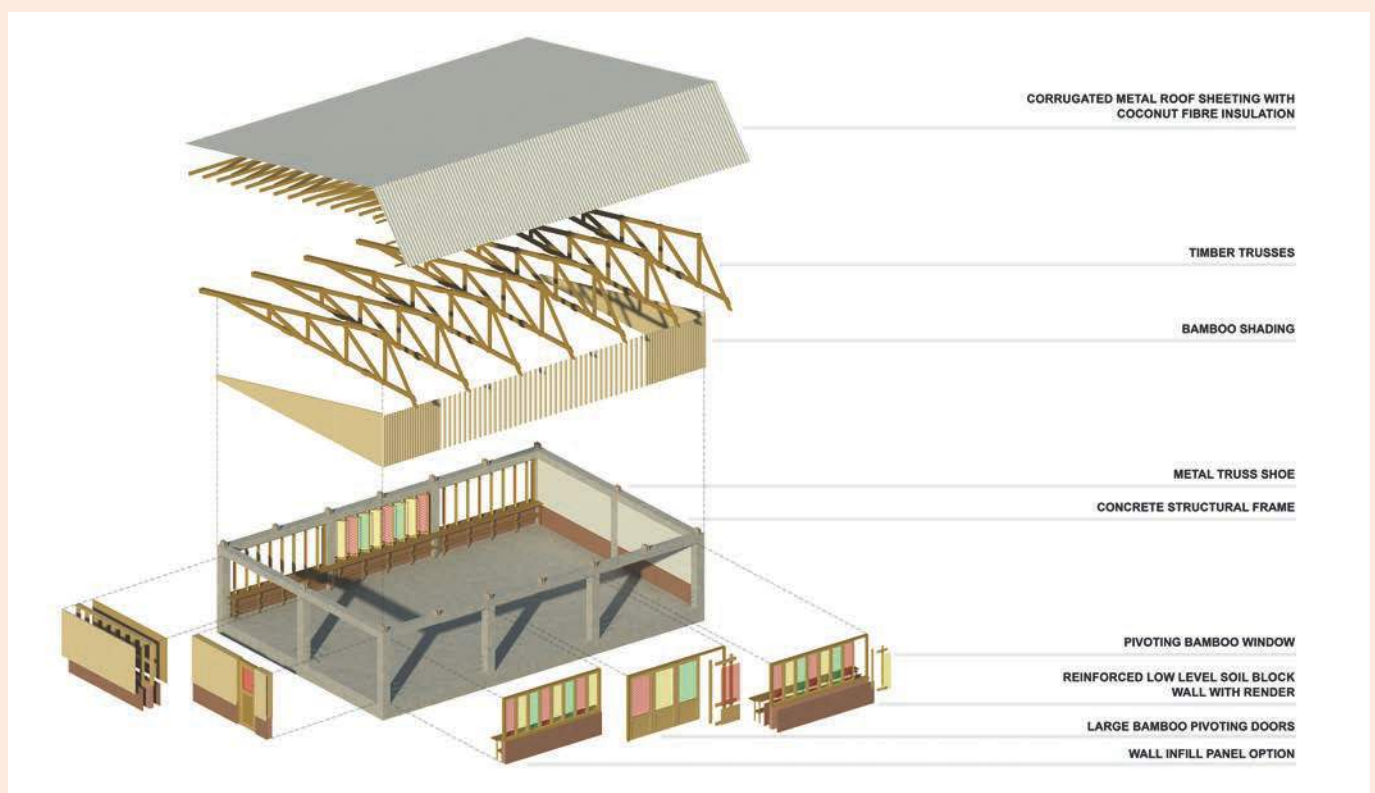 CORRUGATED METAL ROOF SHEETING WITH
COCONUT FIBRE INSULATION
TIMBER TRUSSES
BAMBOO SHADING
METAL TRUSS SHOE
CONCRETE STRUCTURAL FRAME
PIVOTING BAMBOO WINDOW
REINFORCED LOW LEVEL SOIL BLOCK
WALL WITH RENDER
LARGE BAMBOO PIVOTING DOORS
WALL INFILL PANEL OPTION